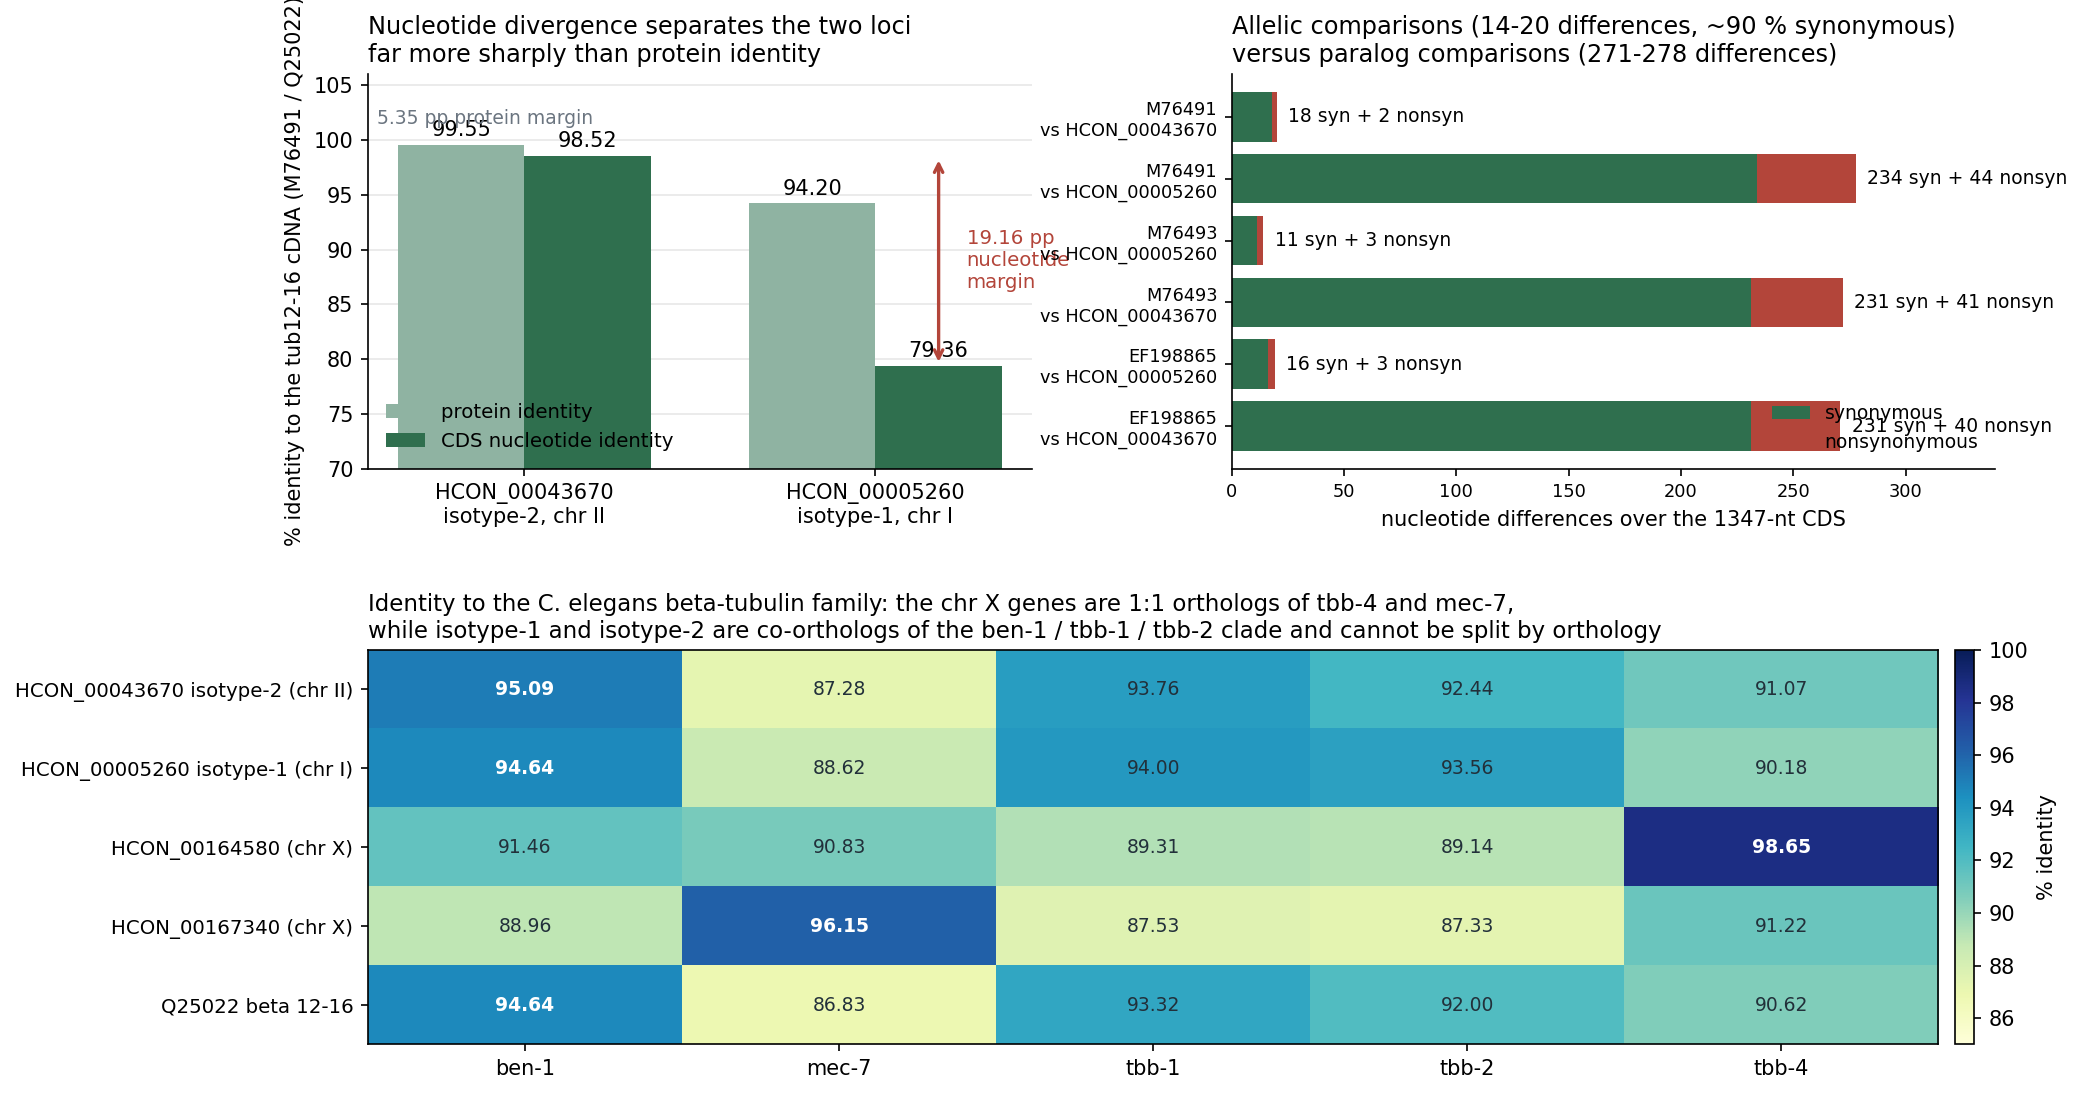 Nucleotide divergence separates the two loci
far more sharply than protein identity
% identity to the tub12-16 cDNA (M76491 / Q25022)
105
100
95
90
85
80
75
70
5.35 pp protein margin
99.55
98.52
94.20
79.36
19.16 pp
nucleotide
margin
protein identity
CDS nucleotide identity
HCON_00043670
isotype-2, chr II
HCON_00005260
isotype-1, chr I
Allelic comparisons (14-20 differences, ~90 % synonymous)
versus paralog comparisons (271-278 differences)
M76491
vs HCON_00043670
18 syn + 2 nonsyn
M76491
vs HCON_00005260
234 syn + 44 nonsyn
M76493
vs HCON_00005260
11 syn + 3 nonsyn
M76493
vs HCON_00043670
231 syn + 41 nonsyn
EF198865
vs HCON_00005260
16 syn + 3 nonsyn
EF198865
vs HCON_00043670
231 syn + 40 nonsyn
synonymous
nonsynonymous
0 50 100 150 200 250 300
nucleotide differences over the 1347-nt CDS
Identity to the C. elegans beta-tubulin family: the chr X genes are 1:1 orthologs of tbb-4 and mec-7,
while isotype-1 and isotype-2 are co-orthologs of the ben-1 / tbb-1 / tbb-2 clade and cannot be split by orthology
HCON_00043670 isotype-2 (chr II) 95.09 87.28 93.76 92.44 91.07
HCON_00005260 isotype-1 (chr I) 94.64 88.62 94.00 93.56 90.18
HCON_00164580 (chr X) 91.46 90.83 89.31 89.14 98.65
HCON_00167340 (chr X) 88.96 96.15 87.53 87.33 91.22
Q25022 beta 12-16 94.64 86.83 93.32 92.00 90.62
ben-1 mec-7 tbb-1 tbb-2 tbb-4
100
98
96
94
92
90
88
86
% identity